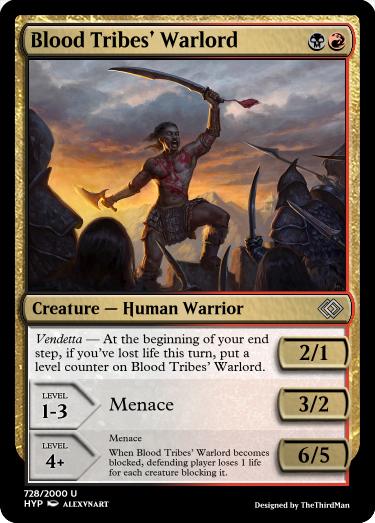 Blood Tribes' Warlord
Creature — Human Warrior
Vendetta — At the beginning of your end
step, if you've lost life this turn, put a
level counter on Blood Tribes' Warlord.
2/1
LEVEL
1-3
Menace
3/2
LEVEL
4+
Menace
When Blood Tribes' Warlord becomes
blocked, defending player loses 1 life
for each creature blocking it.
6/5
728/2000 U
HYP ALEXVNART
Designed by TheThirdMan